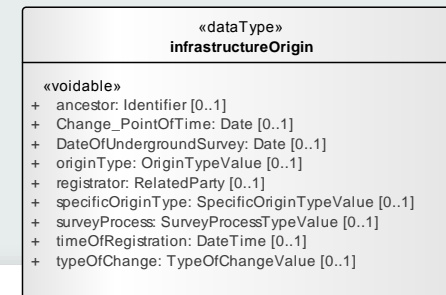 «dataType»
infrastructureOrigin
«voidable»
+ ancestor: Identifier [0..1]
+ Change_PointOfTime: Date [0..1]
+ DateOfUndergroundSurvey: Date [0..1]
+ originType: OriginTypeValue [0..1]
+ registrator: RelatedParty [0..1]
+ specificOriginType: SpecificOriginTypeValue [0..1]
+ surveyProcess: SurveyProcessTypeValue [0..1]
+ timeOfRegistration: DateTime [0..1]
+ typeOfChange: TypeOfChangeValue [0..1]